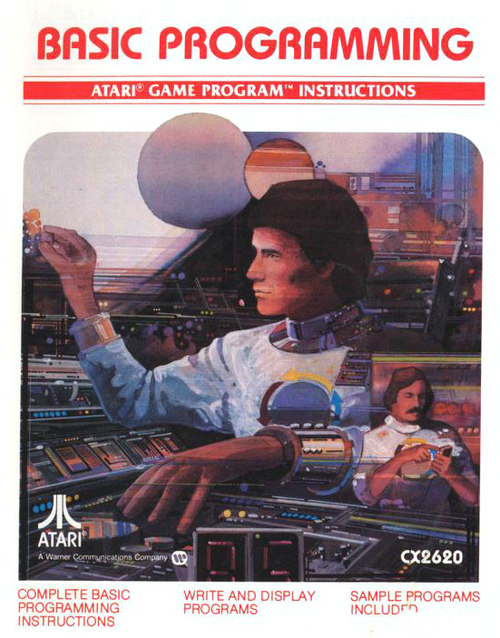 BASIC PROGRAMMING
ATARI® GAME PROGRAM™ INSTRUCTIONS
ATARI®
A Warner Communications Company
CX2620
COMPLETE BASIC
PROGRAMMING
INSTRUCTIONS
WRITE AND DISPLAY
PROGRAMS
SAMPLE PROGRAMS
INCLUDED